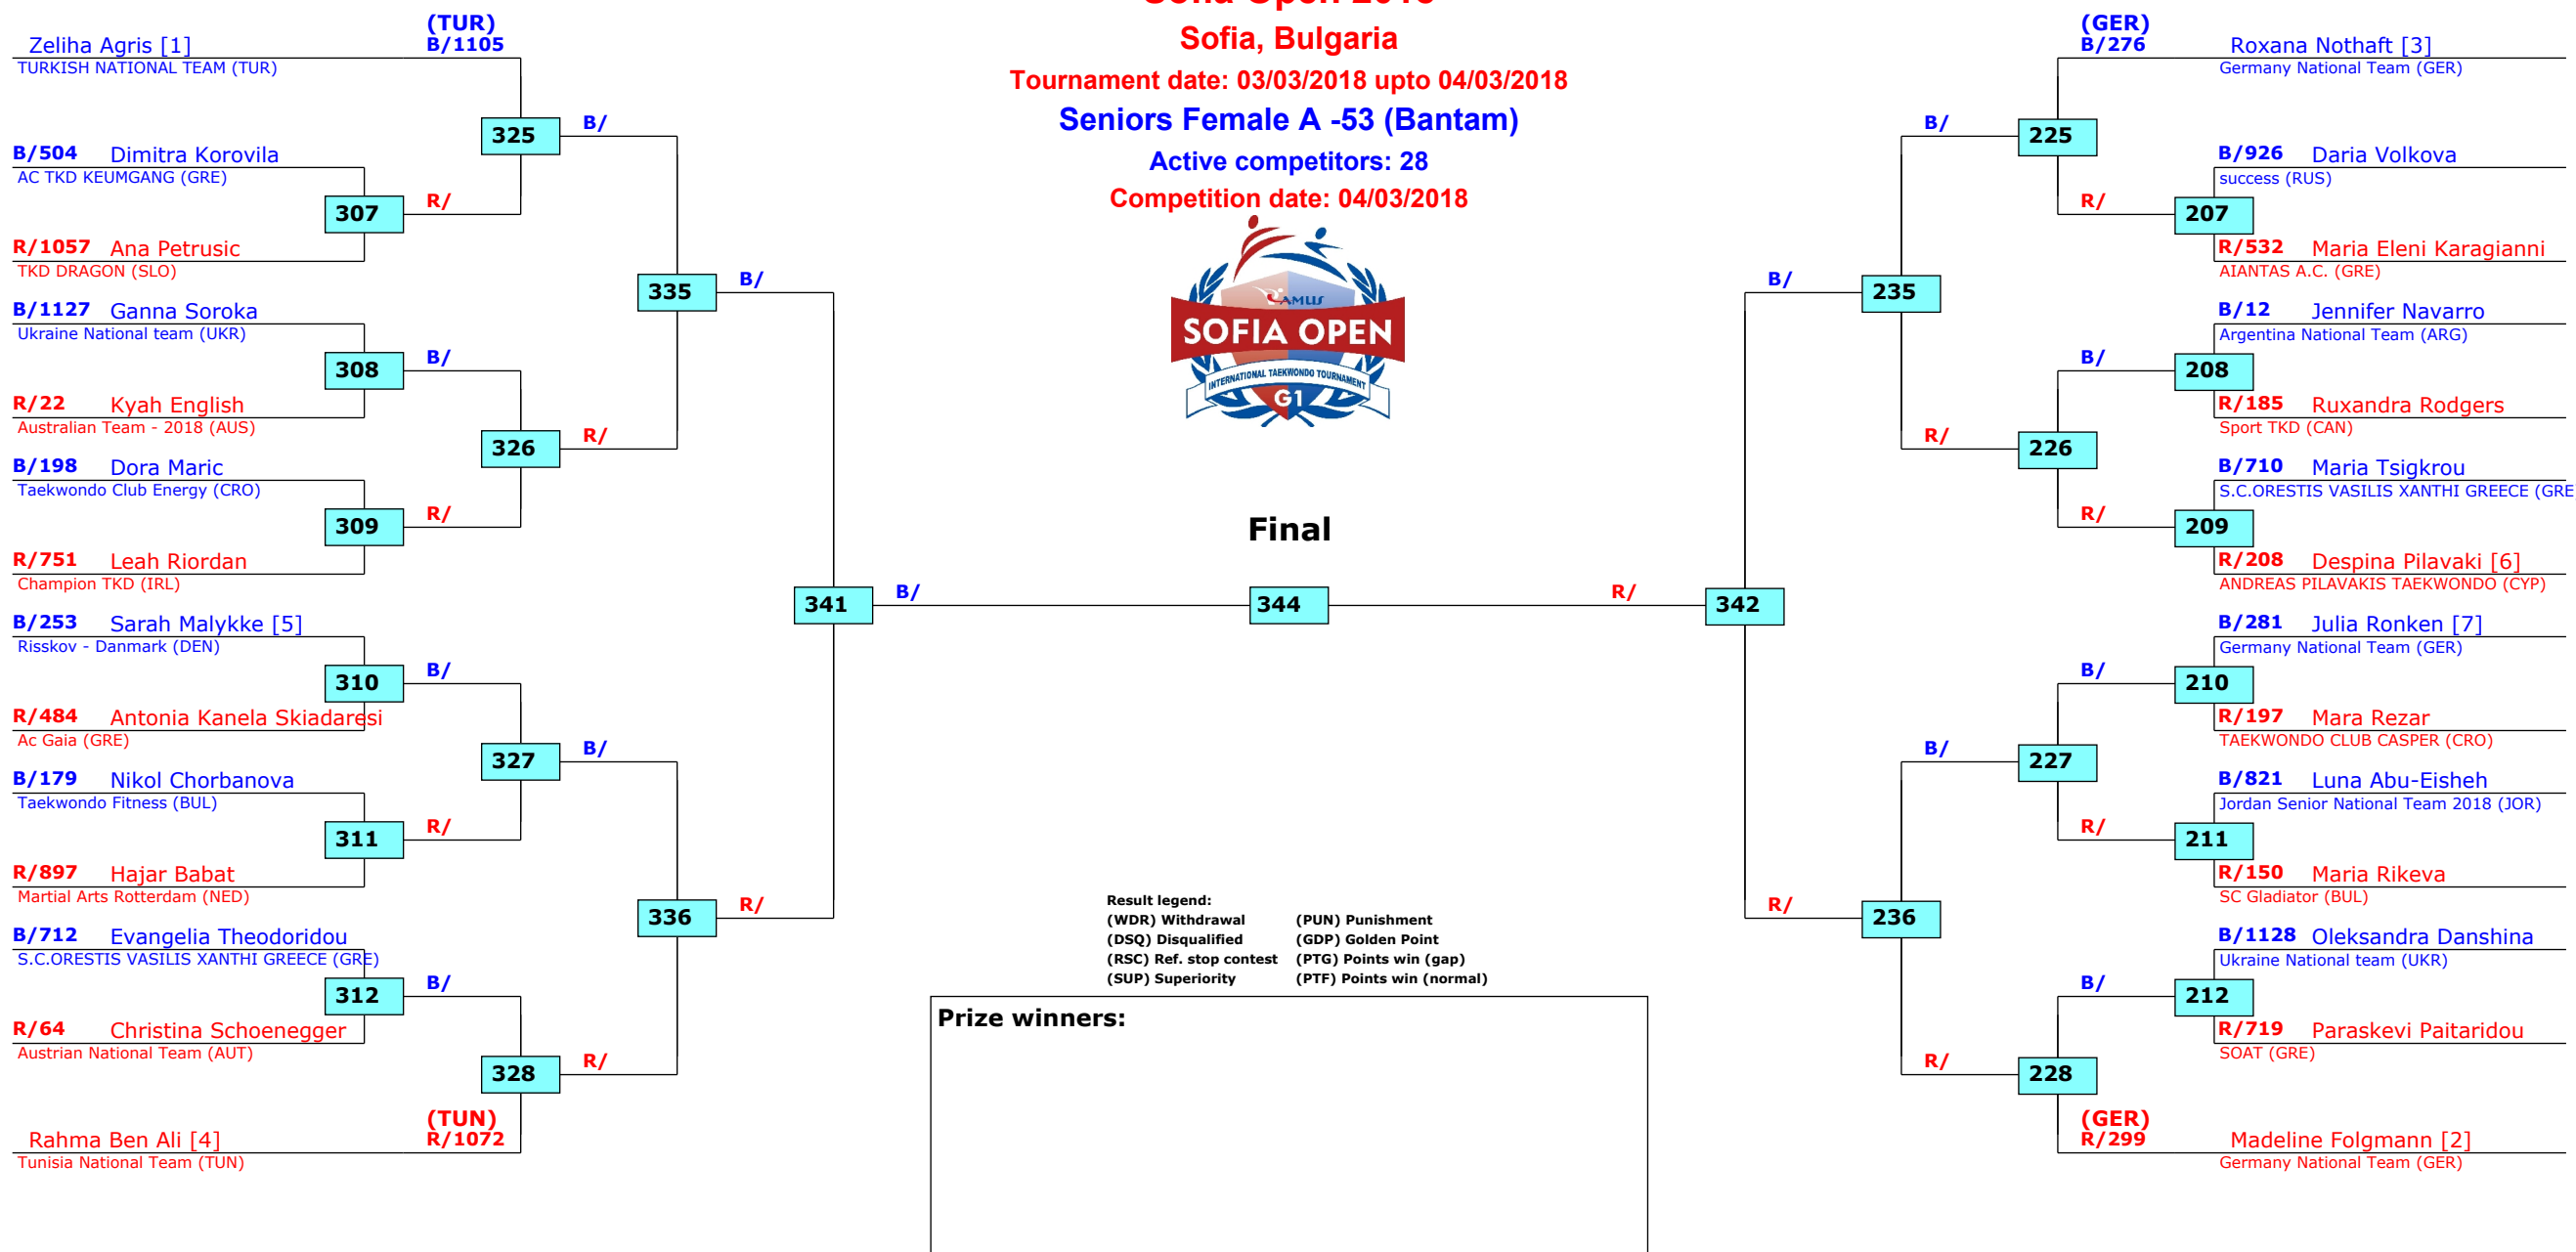 Sofia Open 2018
Sofia, Bulgaria
Tournament date: 03/03/2018 upto 04/03/2018
Seniors Female A -53 (Bantam)
Active competitors: 28
Competition date: 04/03/2018
AMUS
SOFIA OPEN
INTERNATIONAL TAEKWONDO TOURNAMENT
G1
(TUR)
Zeliha Agris [1] B/1105
TURKISH NATIONAL TEAM (TUR)
325 B/
B/504 Dimitra Korovila
AC TKD KEUMGANG (GRE)
307 R/
R/1057 Ana Petrusic
TKD DRAGON (SLO)
335 B/
B/1127 Ganna Soroka
Ukraine National team (UKR)
308 B/
R/22 Kyah English
Australian Team - 2018 (AUS)
326 R/
B/198 Dora Maric
Taekwondo Club Energy (CRO)
309 R/
R/751 Leah Riordan
Champion TKD (IRL)
341 B/
B/253 Sarah Malykke [5]
Risskov - Danmark (DEN)
310 B/
R/484 Antonia Kanela Skiadaresi
Ac Gaia (GRE)
327 B/
B/179 Nikol Chorbanova
Taekwondo Fitness (BUL)
311 R/
R/897 Hajar Babat
Martial Arts Rotterdam (NED)
336 R/
B/712 Evangelia Theodoridou
S.C.ORESTIS VASILIS XANTHI GREECE (GRE)
312 B/
R/64 Christina Schoenegger
Austrian National Team (AUT)
328 R/
(TUN)
Rahma Ben Ali [4] R/1072
Tunisia National Team (TUN)
Final
344
(GER)
B/276 Roxana Nothaft [3]
Germany National Team (GER)
B/ 225
B/926 Daria Volkova
success (RUS)
R/ 207
R/532 Maria Eleni Karagianni
AIANTAS A.C. (GRE)
B/ 235
B/12 Jennifer Navarro
Argentina National Team (ARG)
B/ 208
R/185 Ruxandra Rodgers
Sport TKD (CAN)
R/ 226
B/710 Maria Tsigkrou
S.C.ORESTIS VASILIS XANTHI GREECE (GRE
R/ 209
R/208 Despina Pilavaki [6]
ANDREAS PILAVAKIS TAEKWONDO (CYP)
R/ 342
B/281 Julia Ronken [7]
Germany National Team (GER)
B/ 210
R/197 Mara Rezar
TAEKWONDO CLUB CASPER (CRO)
B/ 227
B/821 Luna Abu-Eisheh
Jordan Senior National Team 2018 (JOR)
R/ 211
R/150 Maria Rikeva
SC Gladiator (BUL)
R/ 236
B/1128 Oleksandra Danshina
Ukraine National team (UKR)
B/ 212
R/719 Paraskevi Paitaridou
SOAT (GRE)
R/ 228
(GER)
R/299 Madeline Folgmann [2]
Germany National Team (GER)
Result legend:
(WDR) Withdrawal (PUN) Punishment
(DSQ) Disqualified (GDP) Golden Point
(RSC) Ref. stop contest (PTG) Points win (gap)
(SUP) Superiority (PTF) Points win (normal)
Prize winners: